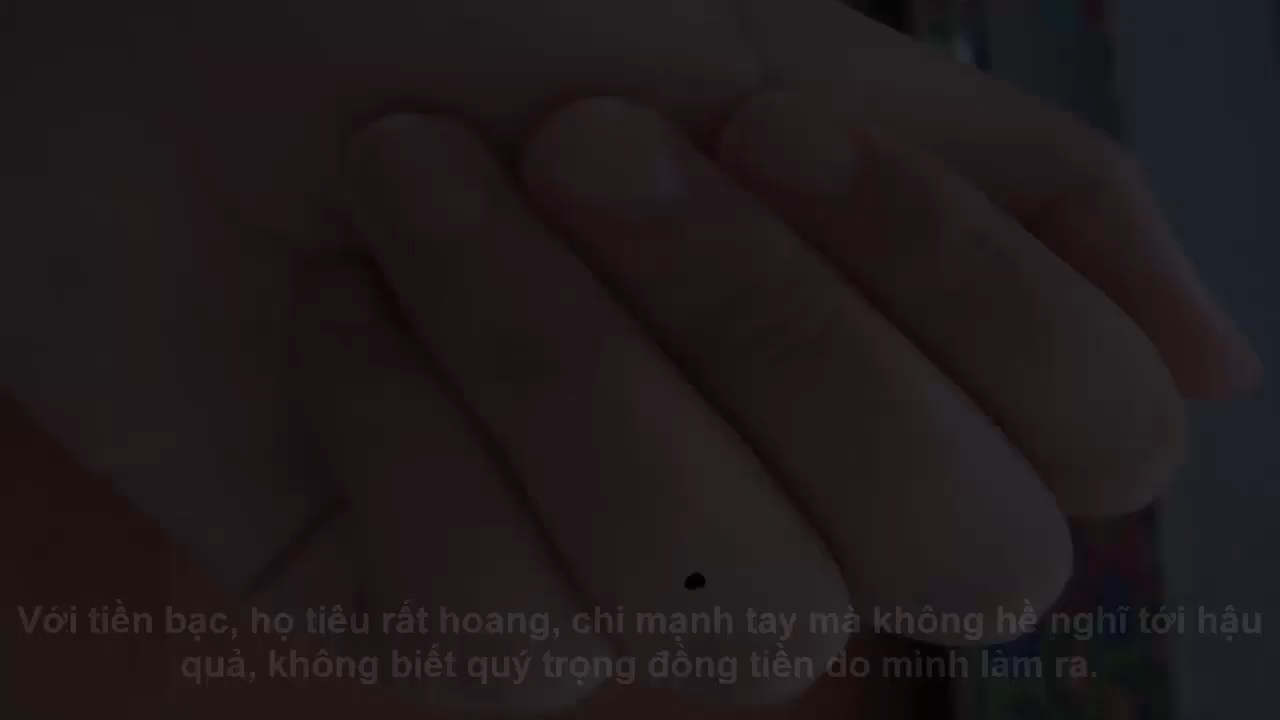 Với tiền bạc, họ tiêu rất hoang, chi mạnh tay mà không hề nghĩ tới hậu
quả, không biết quý trọng đồng tiền do mình làm ra.